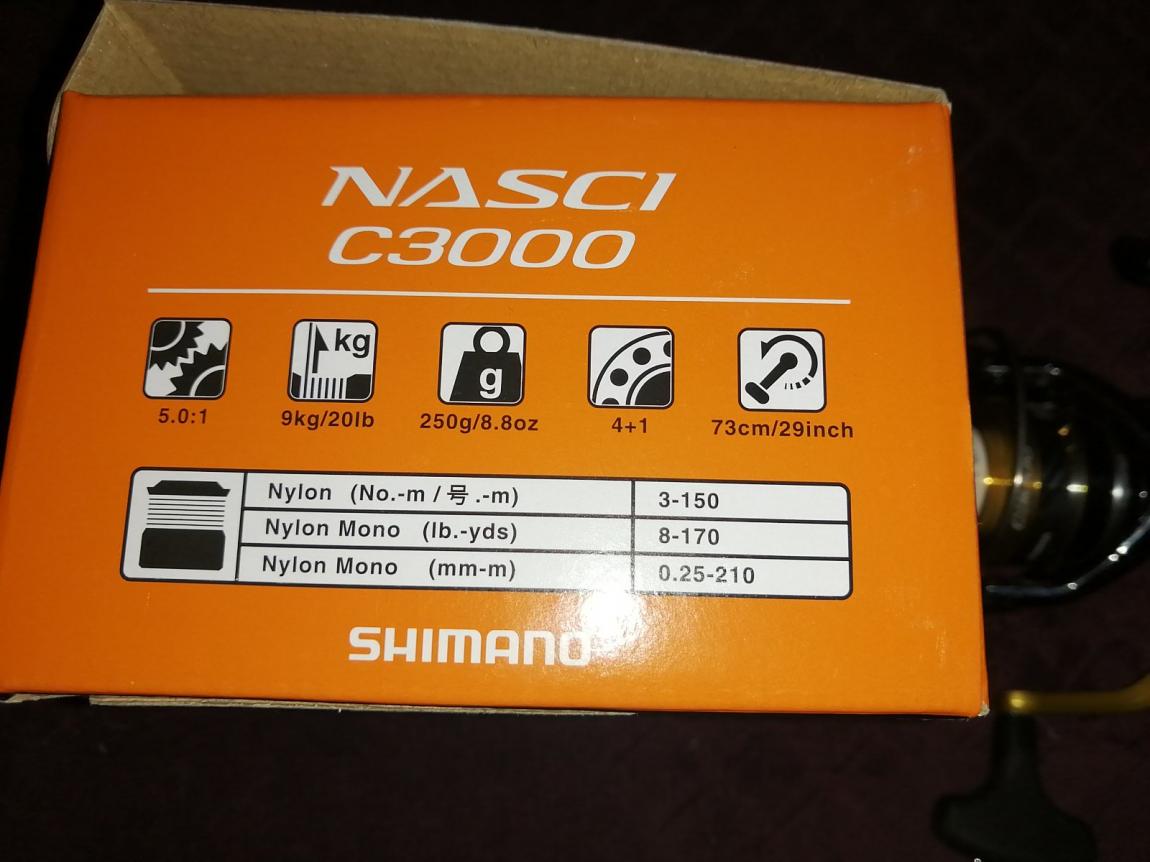 NASCI
C3000
kg
g
5.0:1 9kg/20lb 250g/8.8oz 4+1 73cm/29inch
Nylon (No.-m / 号.-m) 3-150
Nylon Mono (lb.-yds) 8-170
Nylon Mono (mm-m) 0.25-210
SHIMANO